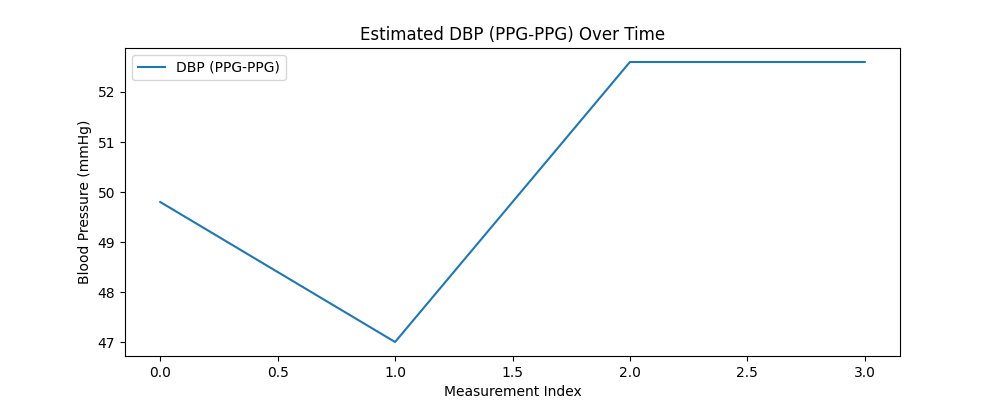 Estimated DBP (PPG-PPG) Over Time
DBP (PPG-PPG)
Blood Pressure (mmHg)
52
51
50
49
48
47
0.0 0.5 1.0 1.5 2.0 2.5 3.0
Measurement Index